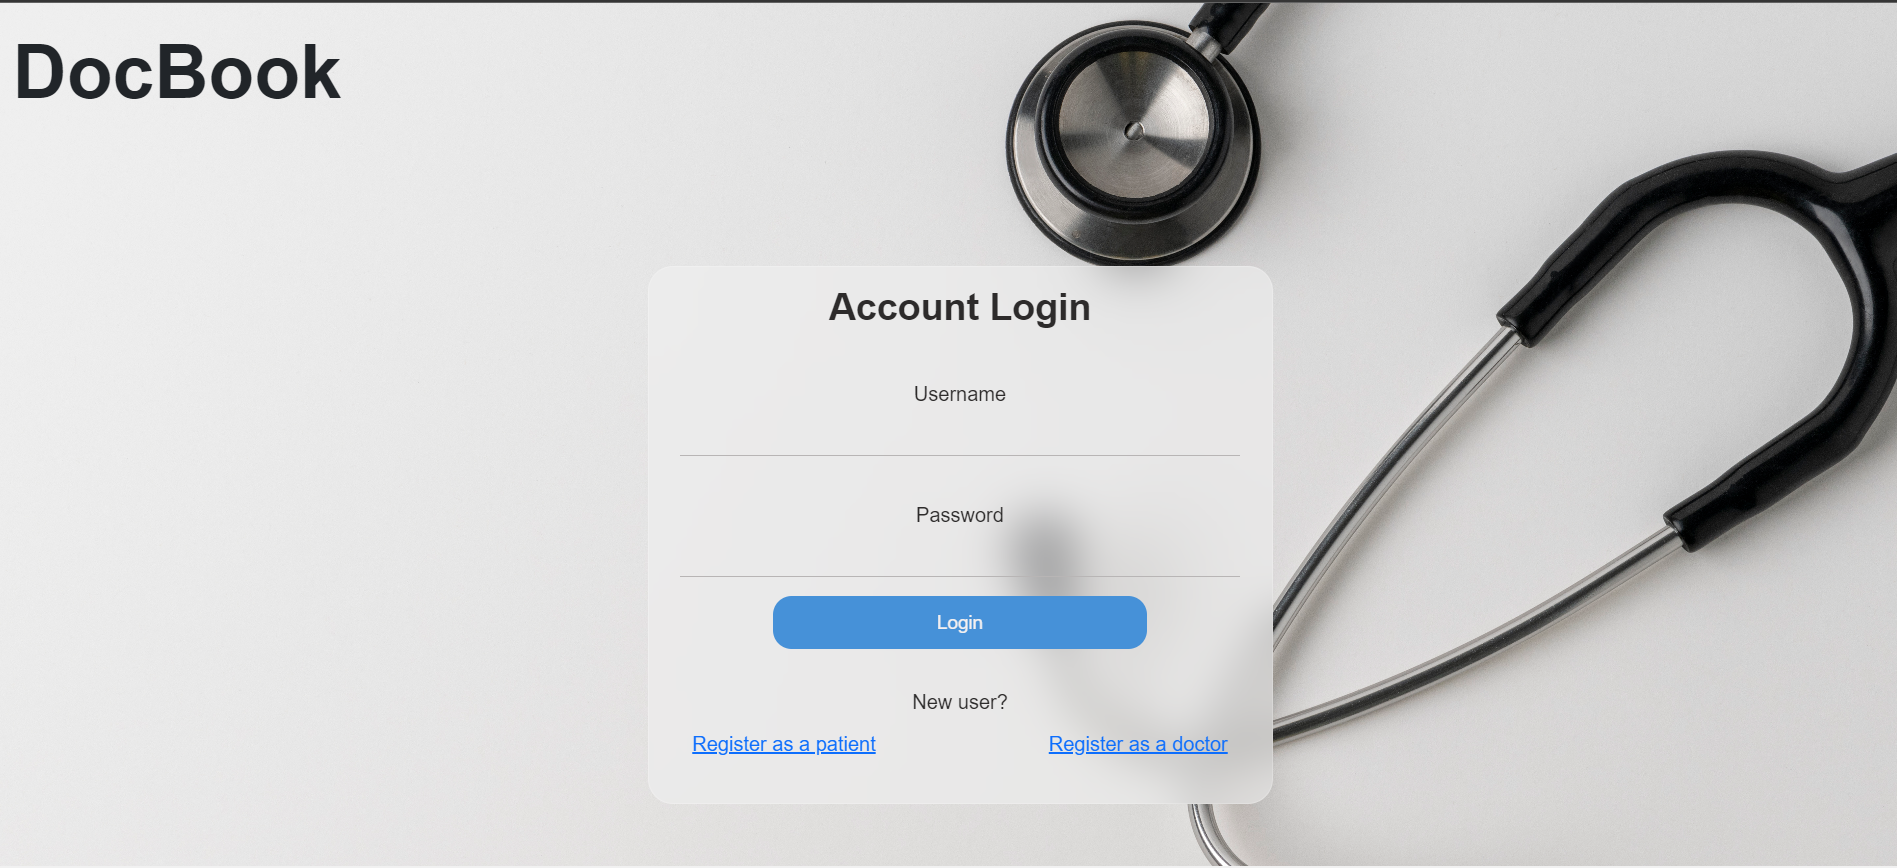 DocBook
Account Login
Username
Password
Login
New user?
Register as a patient
Register as a doctor